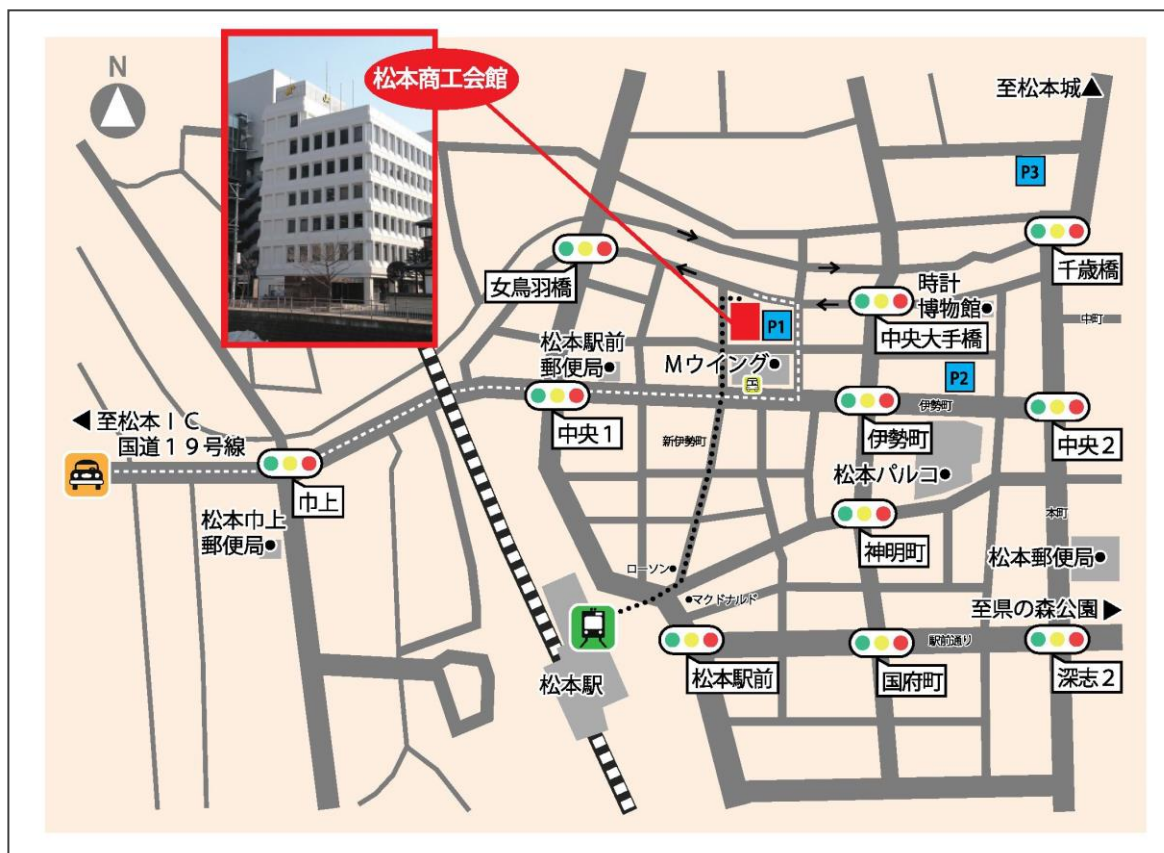 N
松本商工会館
至松本城▲
P3
女鳥羽橋
千歳橋
時計
博物館
中央大手橋
中町
P1
松本駅前
郵便局
Mウイング
P2
伊勢町
◀至松本ＩＣ
国道１９号線
中央１
新伊勢町
伊勢町
中央２
巾上
松本パルコ
本町
松本巾上
郵便局
神明町
松本郵便局
ローソン
マクドナルド
至県の森公園▶
駅前通り
松本駅
松本駅前
国府町
深志２